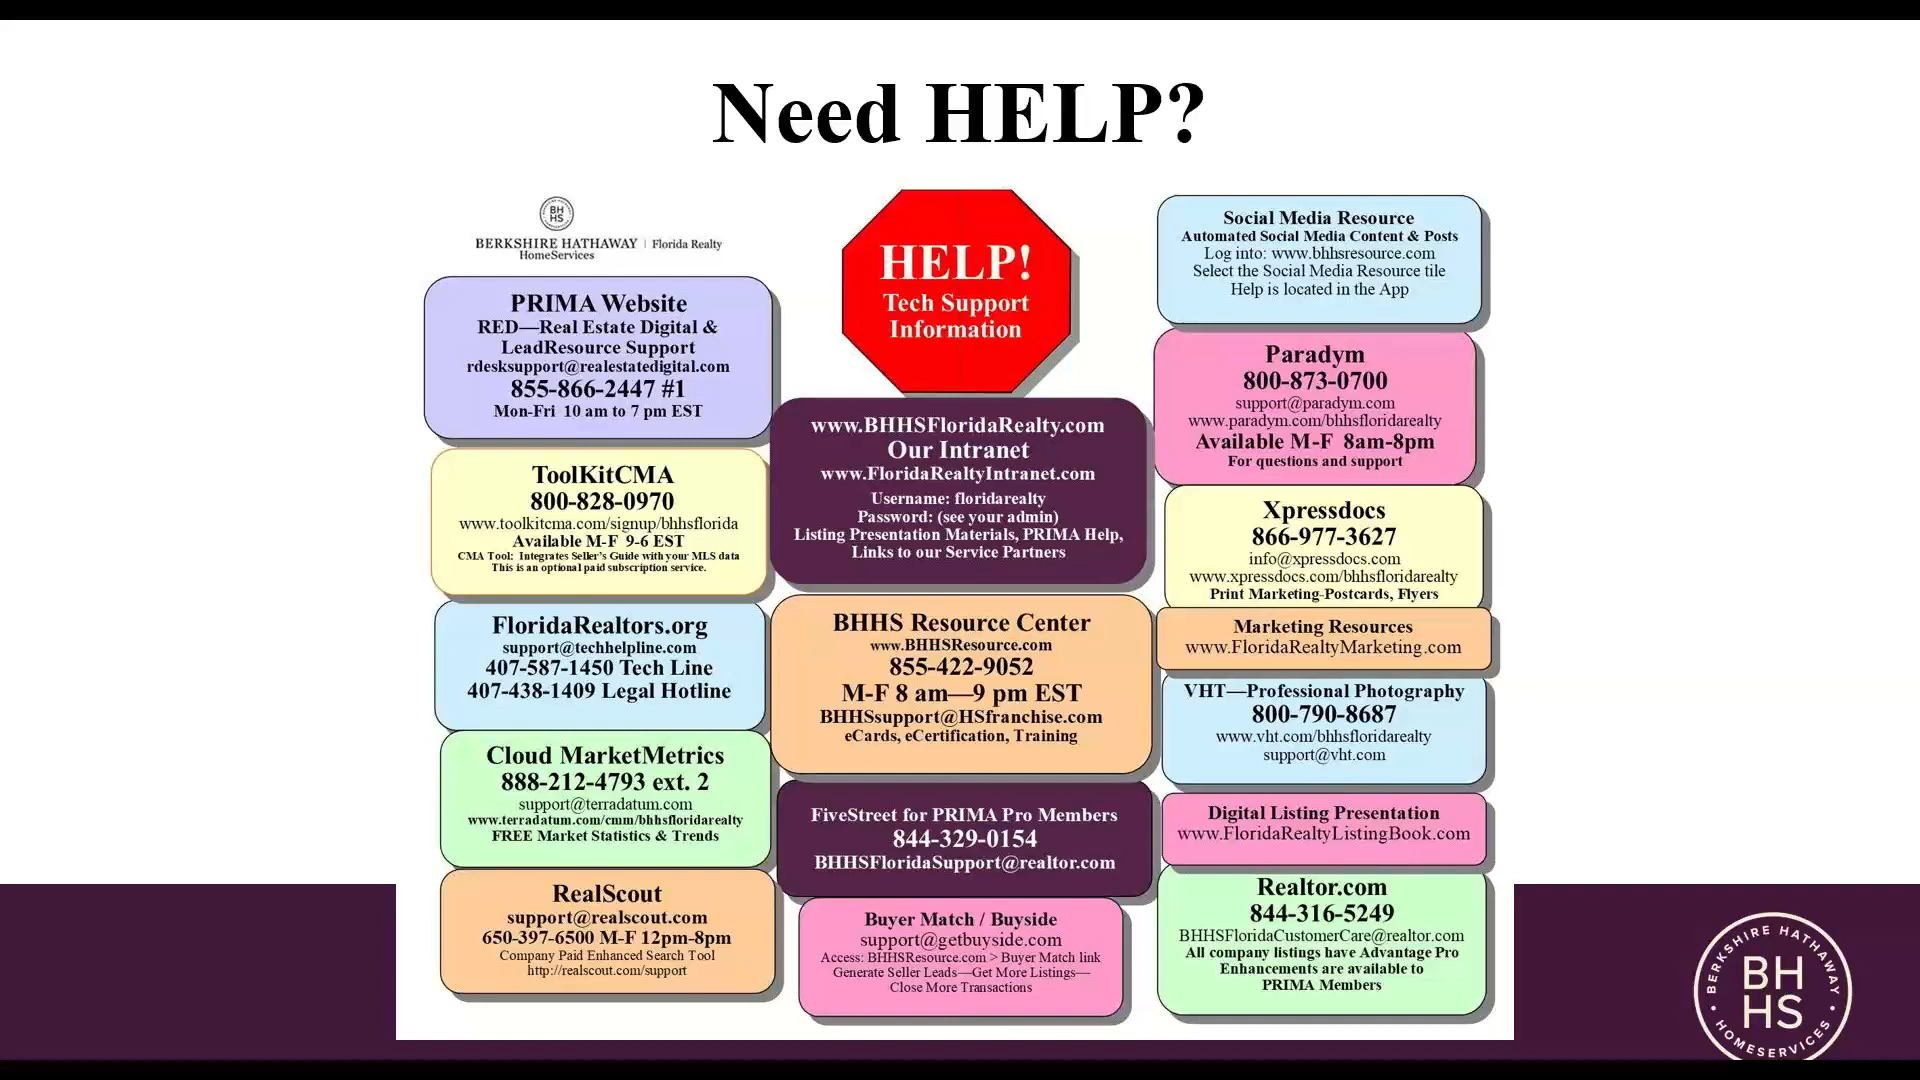 Need HELP?
BH
HS
BERKSHIRE HATHAWAY | Florida Realty
HomeServices
PRIMA Website
RED—Real Estate Digital &
LeadResource Support
rdesksupport@realestatedigital.com
855-866-2447 #1
Mon-Fri 10 am to 7 pm EST
ToolKitCMA
800-828-0970
www.toolkitcma.com/signup/bhhsflorida
Available M-F 9-6 EST
CMA Tool: Integrates Seller's Guide with your MLS data
This is an optional paid subscription service.
FloridaRealtors.org
support@techhelpline.com
407-587-1450 Tech Line
407-438-1409 Legal Hotline
Cloud MarketMetrics
888-212-4793 ext. 2
support@terradatum.com
www.terradatum.com/cmm/bhhsfloridarealty
FREE Market Statistics & Trends
RealScout
support@realscout.com
650-397-6500 M-F 12pm-8pm
Company Paid Enhanced Search Tool
http://realscout.com/support
HELP!
Tech Support
Information
www.BHHSFloridaRealty.com
Our Intranet
www.FloridaRealtyIntranet.com
Username: floridarealty
Password: (see your admin)
Listing Presentation Materials, PRIMA Help,
Links to our Service Partners
BHHS Resource Center
www.BHHSResource.com
855-422-9052
M-F 8 am—9 pm EST
BHHSsupport@HSfranchise.com
eCards, eCertification, Training
FiveStreet for PRIMA Pro Members
844-329-0154
BHHSFloridaSupport@realtor.com
Buyer Match / Buyside
support@getbuyside.com
Access: BHHSResource.com > Buyer Match link
Generate Seller Leads—Get More Listings—
Close More Transactions
Social Media Resource
Automated Social Media Content & Posts
Log into: www.bhhsresource.com
Select the Social Media Resource tile
Help is located in the App
Paradym
800-873-0700
support@paradym.com
www.paradym.com/bhhsfloridarealty
Available M-F 8am-8pm
For questions and support
Xpressdocs
866-977-3627
info@xpressdocs.com
www.xpressdocs.com/bhhsfloridarealty
Print Marketing-Postcards, Flyers
Marketing Resources
www.FloridaRealtyMarketing.com
VHT—Professional Photography
800-790-8687
www.vht.com/bhhsfloridarealty
support@vht.com
Digital Listing Presentation
www.FloridaRealtyListingBook.com
Realtor.com
844-316-5249
BHHSFloridaCustomerCare@realtor.com
All company listings have Advantage Pro
Enhancements are available to
PRIMA Members
BERKSHIRE HATHAWAY
BH
HS
HOMESERVICES